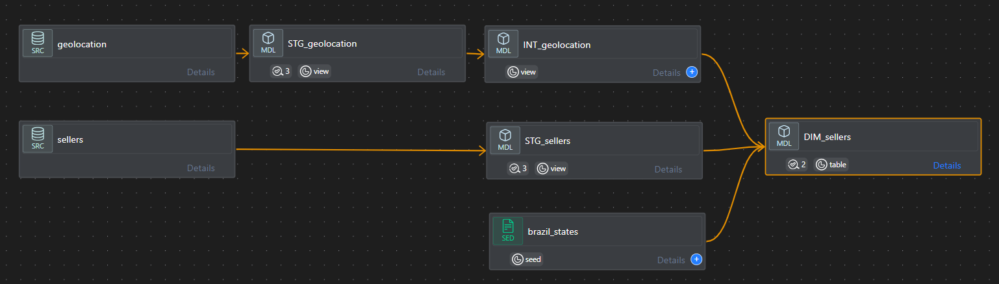 geolocation
SRC
Details
STG_geolocation
MDL
3 view
Details
INT_geolocation
MDL
view
Details +
sellers
SRC
Details
STG_sellers
MDL
3 view
Details
DIM_sellers
MDL
2 table
Details
brazil_states
SED
seed
Details +